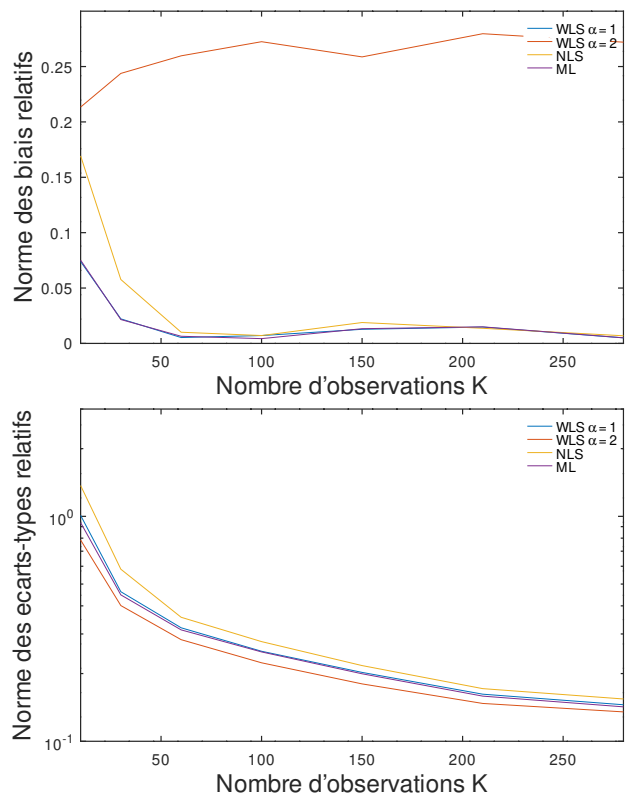 0.25
0.2
0.15
0.1
0.05
0
50
100
150
200
250
Norme des biais relatifs
Nombre d'observations K
WLS α = 1
WLS α = 2
NLS
ML
10^0
10^-1
50
100
150
200
250
Norme des ecarts-types relatifs
Nombre d'observations K
WLS α = 1
WLS α = 2
NLS
ML